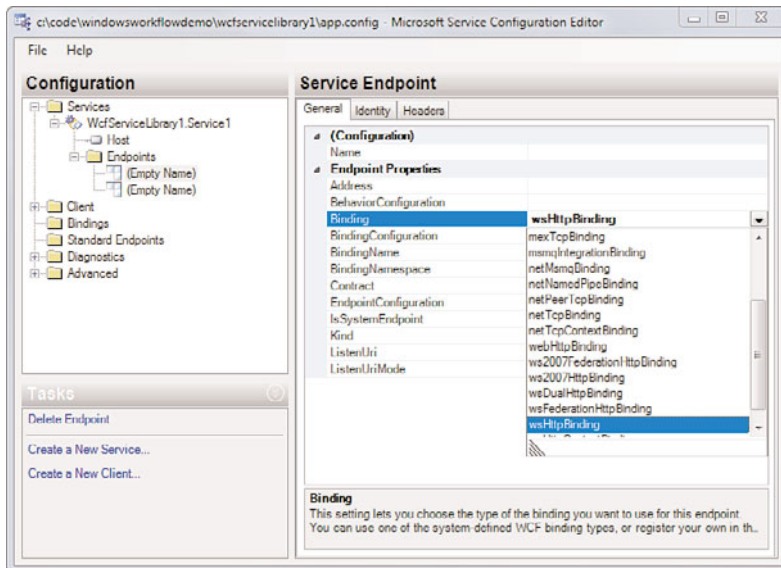 c:\code\windowsworkflowdemo\wcfservicelibrary1\app.config - Microsoft Service Configuration Editor
File Help
Configuration
Services
WcfServiceLibrary1.Service1
Host
Endpoints
(Empty Name)
(Empty Name)
Client
Bindings
Standard Endpoints
Diagnostics
Advanced
Tasks
Delete Endpoint
Create a New Service...
Create a New Client...
Service Endpoint
General Identity Headers
(Configuration)
Name
Endpoint Properties
Address
BehaviorConfiguration
Binding wsHttpBinding
BindingConfiguration
BindingName
BindingNamespace
Contract
EndpointConfiguration
IsSystemEndpoint
Kind
ListenUri
ListenUriMode
mexTcpBinding
msmqIntegrationBinding
netMsmqBinding
netNamedPipeBinding
netPeerTcpBinding
netTcpBinding
netTcpContextBinding
webHttpBinding
ws2007FederationHttpBinding
ws2007HttpBinding
wsDualHttpBinding
wsFederationHttpBinding
wsHttpBinding
Binding
This setting lets you choose the type of the binding you want to use for this endpoint.
You can use one of the system-defined WCF binding types, or register your own in th...